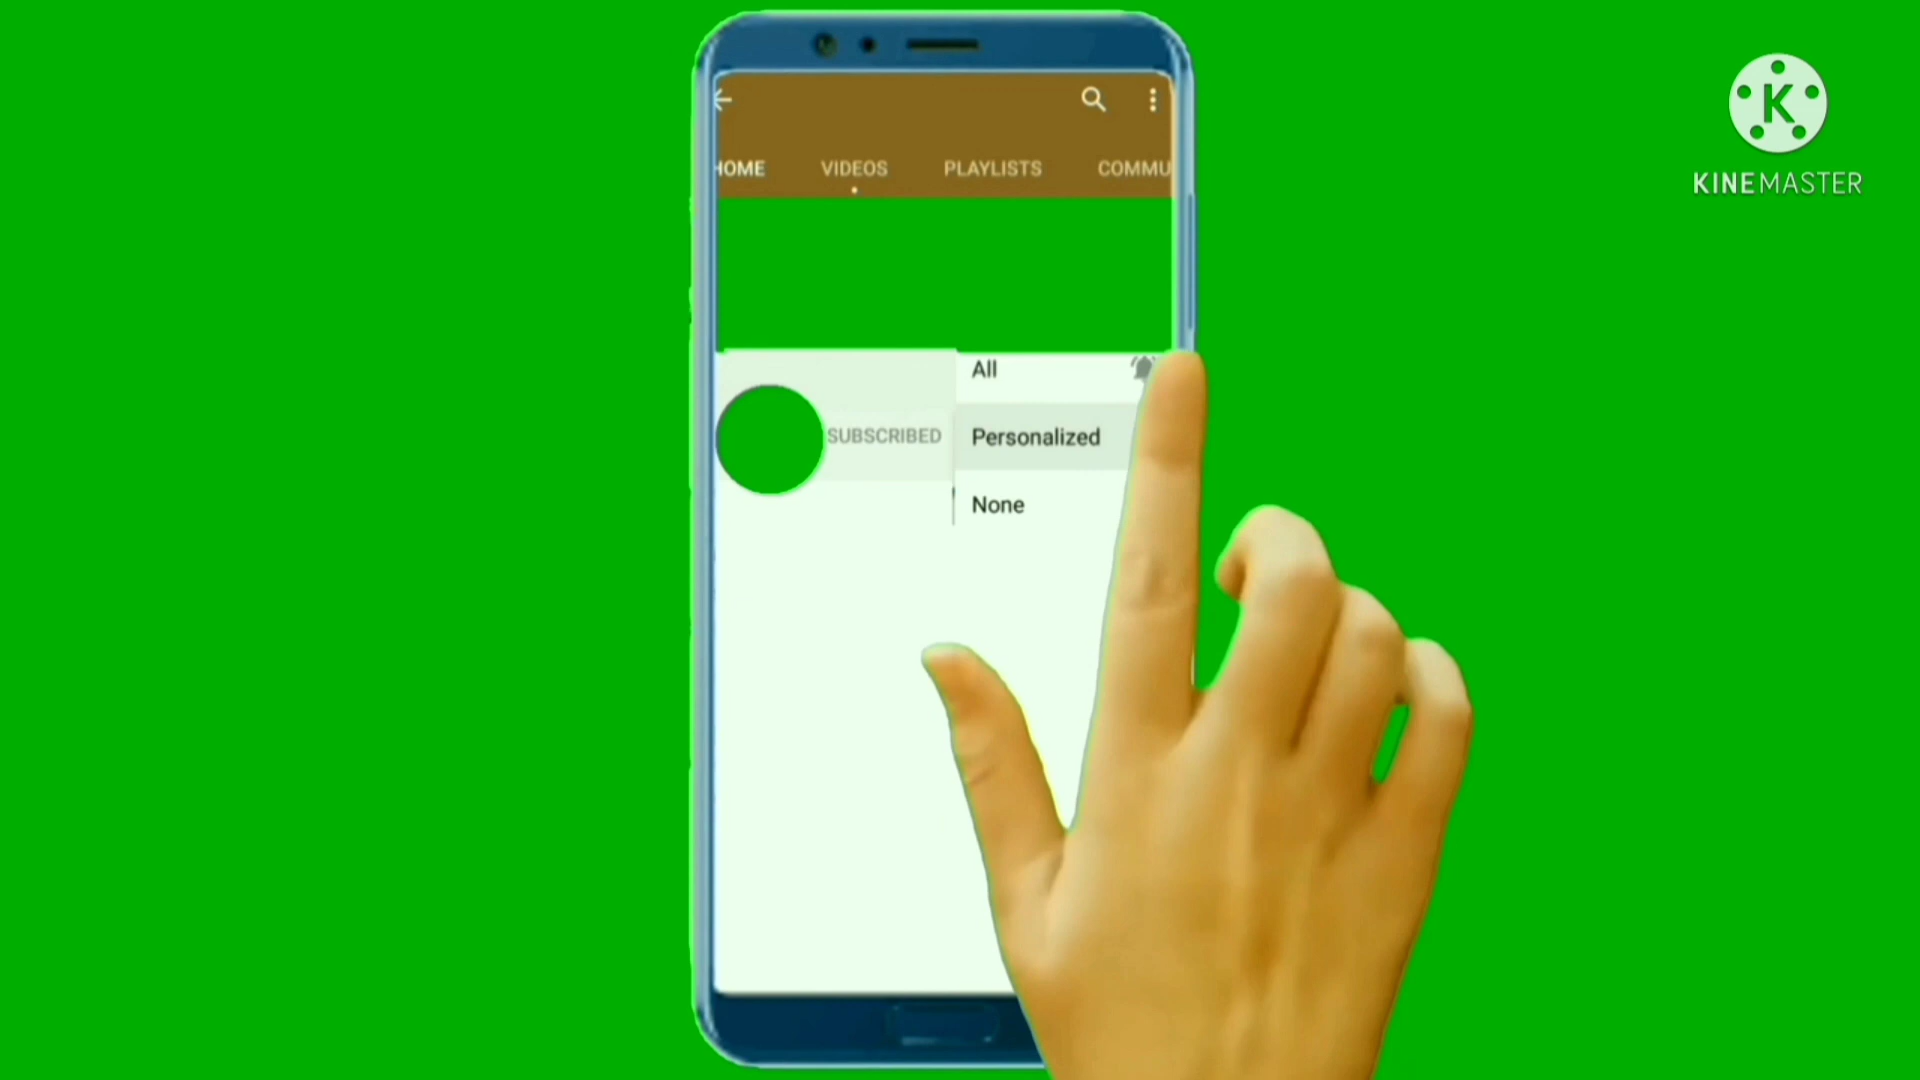 K
KINEMASTER
HOME VIDEOS PLAYLISTS COMMU
All
SUBSCRIBED
Personalized
None